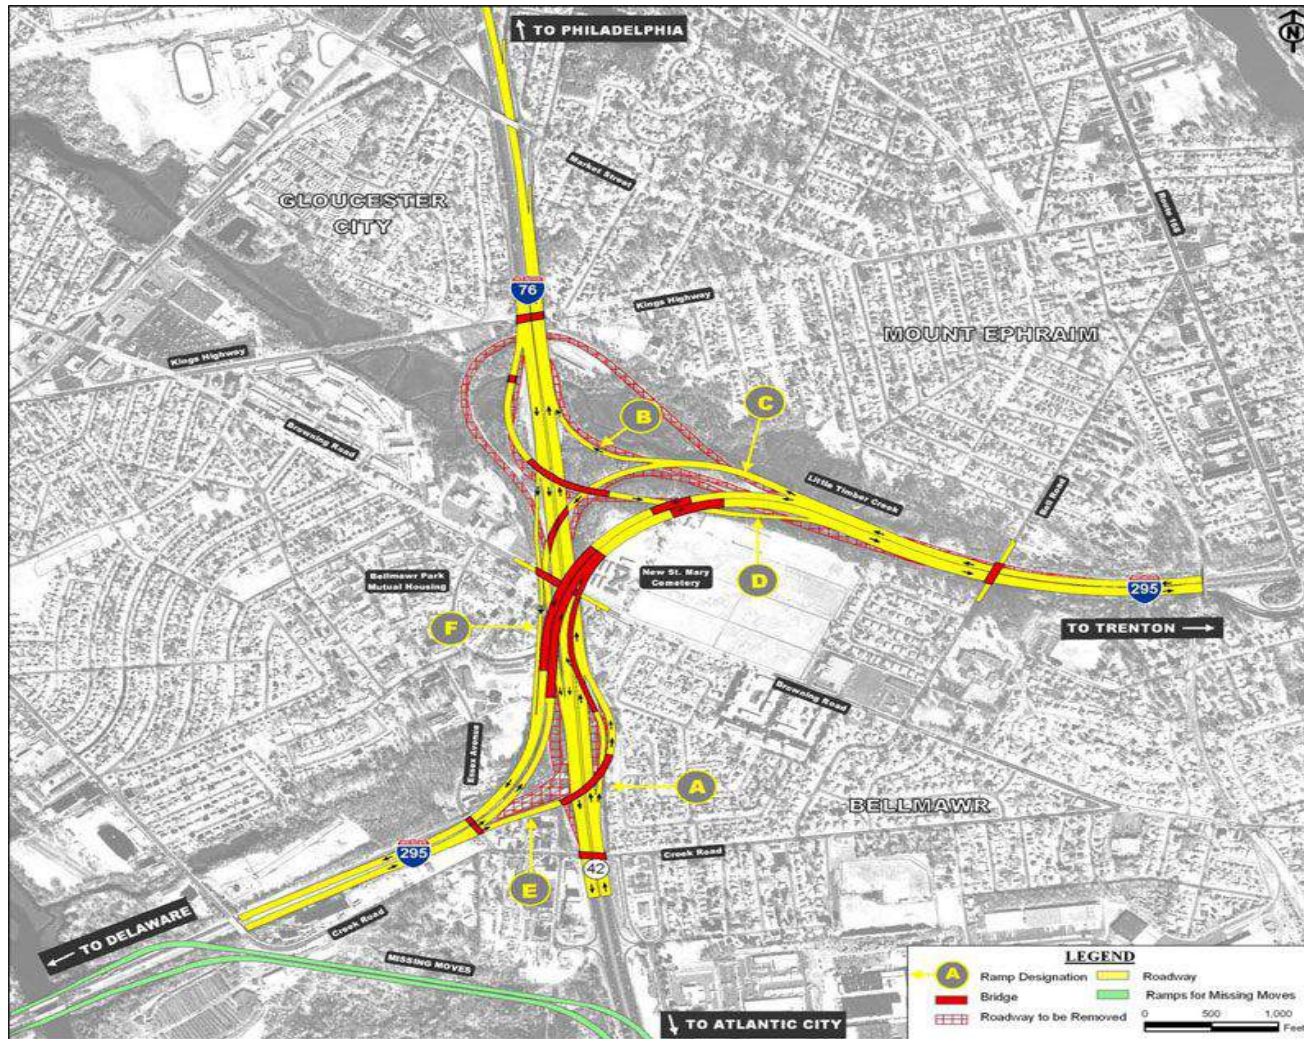 TO PHILADELPHIA
N
Market Street
Route 168
GLOUCESTER
CITY
76
Kings Highway
MOUNT EPHRAIM
Kings Highway
B
C
Browning Road
Little Timber Creek
Bell Road
Bellmawr Park
Mutual Housing
New St. Mary
Cemetery
D
295
F
TO TRENTON
Browning Road
Essex Avenue
A
BELLMAWR
295
Creek Road
42
E
TO DELAWARE
Creek Road
MISSING MOVES
TO ATLANTIC CITY
LEGEND
A Ramp Designation
Roadway
Bridge
Ramps for Missing Moves
Roadway to be Removed
0 500 1,000
Feet